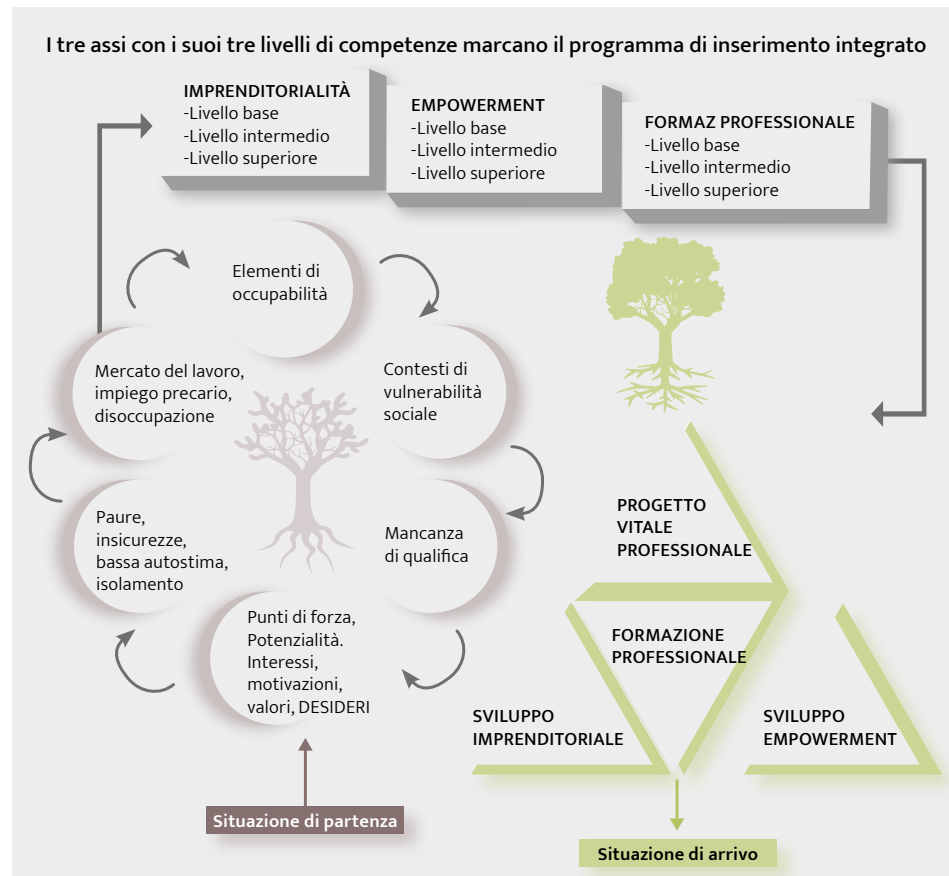 I tre assi con i suoi tre livelli di competenze marcano il programma di inserimento integrato
IMPRENDITORIALITÀ
-Livello base
-Livello intermedio
-Livello superiore
EMPOWERMENT
-Livello base
-Livello intermedio
-Livello superiore
FORMAZ PROFESSIONALE
-Livello base
-Livello intermedio
-Livello superiore
Elementi di
occupabilità
Contesti di
vulnerabilità
sociale
Mancanza
di qualifica
Punti di forza,
Potenzialità.
Interessi,
motivazioni,
valori, DESIDERI
Paure,
insicurezze,
bassa autostima,
isolamento
Mercato del lavoro,
impiego precario,
disoccupazione
Situazione di partenza
PROGETTO
VITALE
PROFESSIONALE
FORMAZIONE
PROFESSIONALE
SVILUPPO
IMPRENDITORIALE
SVILUPPO
EMPOWERMENT
Situazione di arrivo